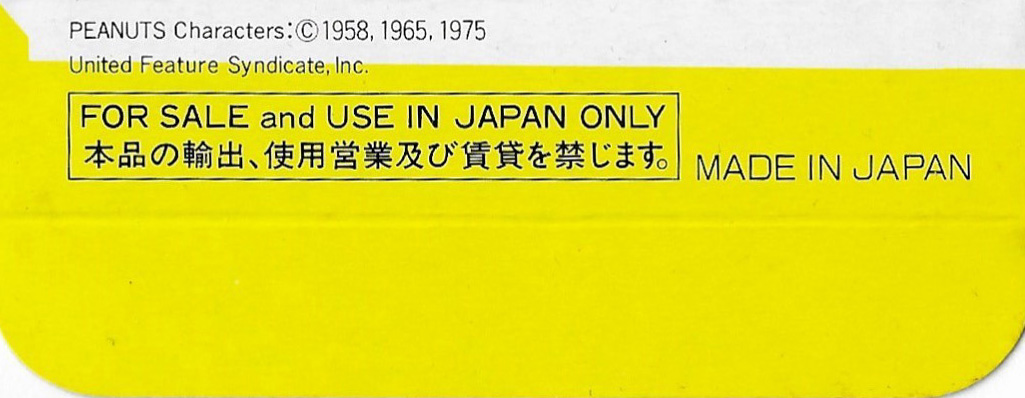 PEANUTS Characters:©1958, 1965, 1975
United Feature Syndicate, Inc.
FOR SALE and USE IN JAPAN ONLY
本品の輸出、使用営業及び賃貸を禁じます。
MADE IN JAPAN